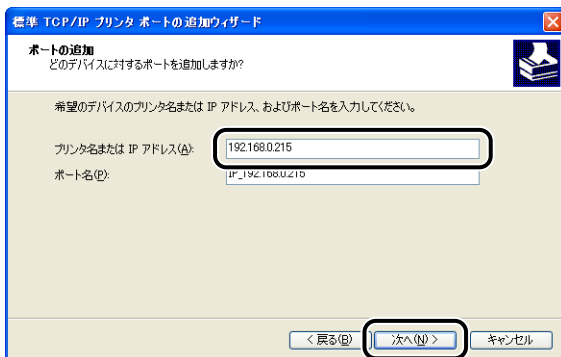 標準 TCP/IP プリンタ ポートの追加ウィザード
ポートの追加
どのデバイスに対するポートを追加しますか?
希望のデバイスのプリンタ名または IP アドレス、およびポート名を入力してください。
プリンタ名または IP アドレス(A): 192.168.0.215
ポート名(P): IP_192.168.0.215
< 戻る(B) 次へ(N) > キャンセル